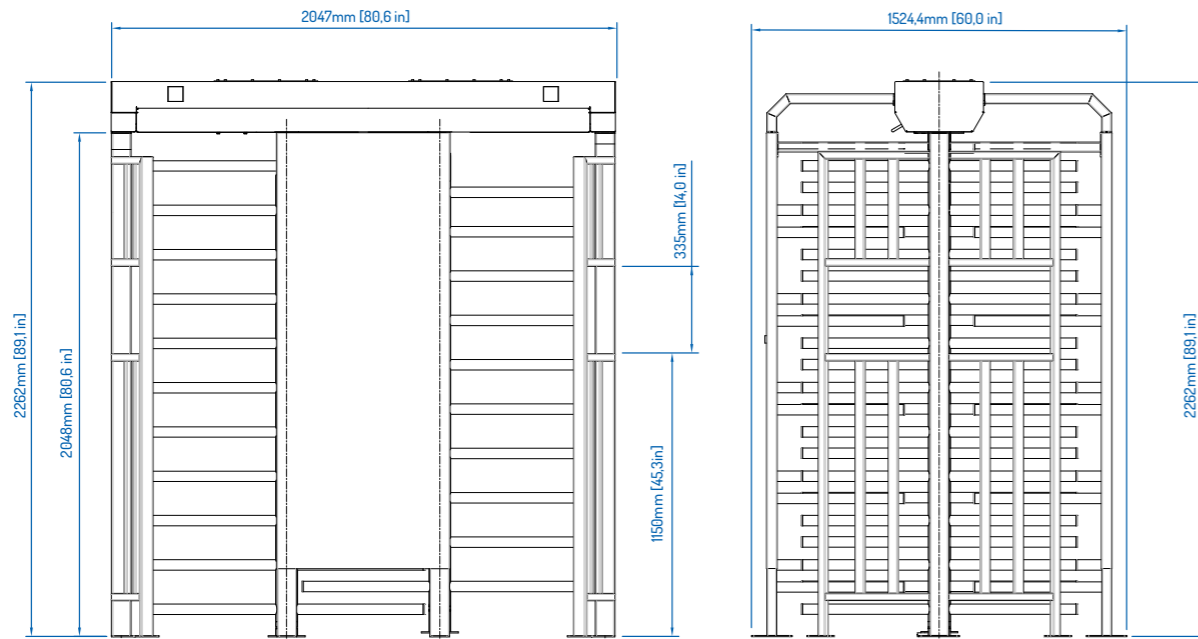 2047mm [80,6 in]
1524,4mm [60,0 in]
335mm [14,0 in]
2262mm [89,1 in]
2048mm [80,6 in]
1150mm [45,3in]
2262mm [89,1 in]